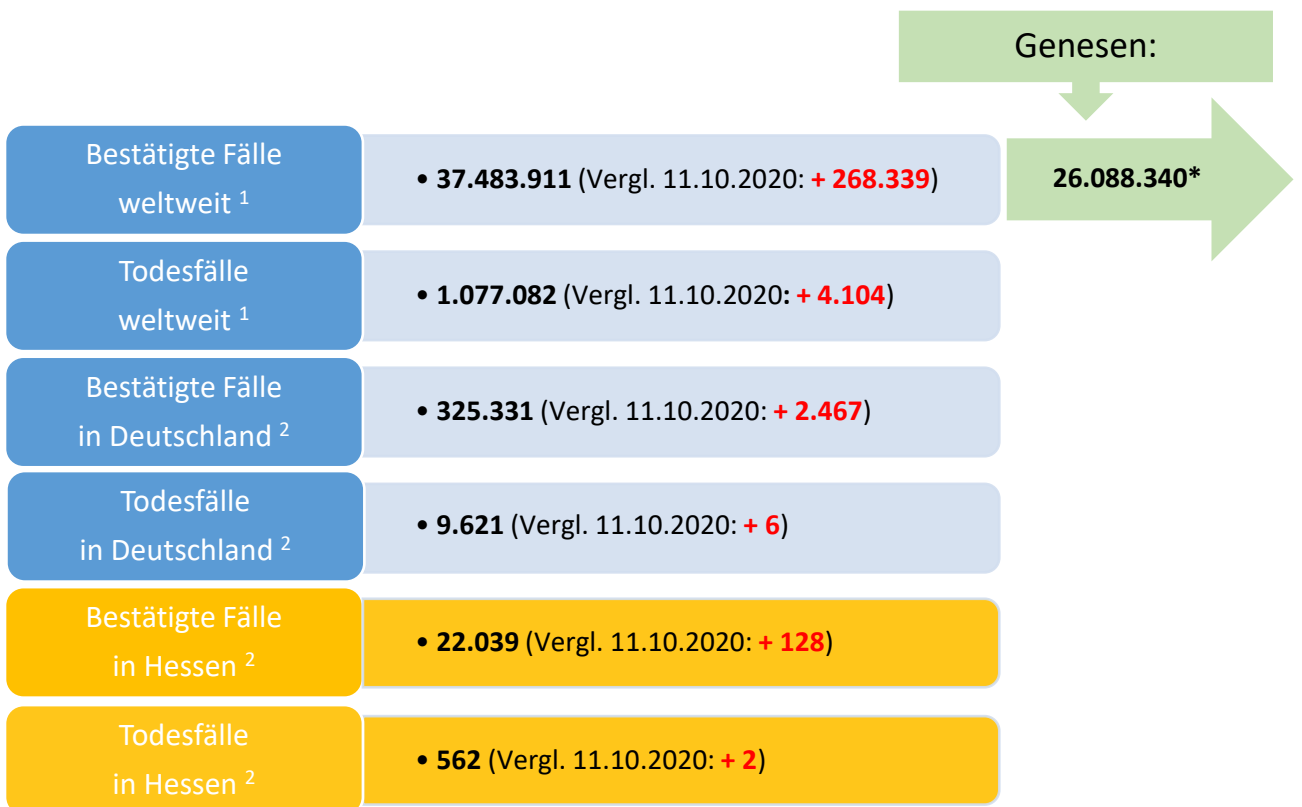 Genesen:
Bestätigte Fälle
weltweit ¹
• 37.483.911 (Vergl. 11.10.2020: + 268.339)
26.088.340*
Todesfälle
weltweit ¹
• 1.077.082 (Vergl. 11.10.2020: + 4.104)
Bestätigte Fälle
in Deutschland ²
• 325.331 (Vergl. 11.10.2020: + 2.467)
Todesfälle
in Deutschland ²
• 9.621 (Vergl. 11.10.2020: + 6)
Bestätigte Fälle
in Hessen ²
• 22.039 (Vergl. 11.10.2020: + 128)
Todesfälle
in Hessen ²
• 562 (Vergl. 11.10.2020: + 2)